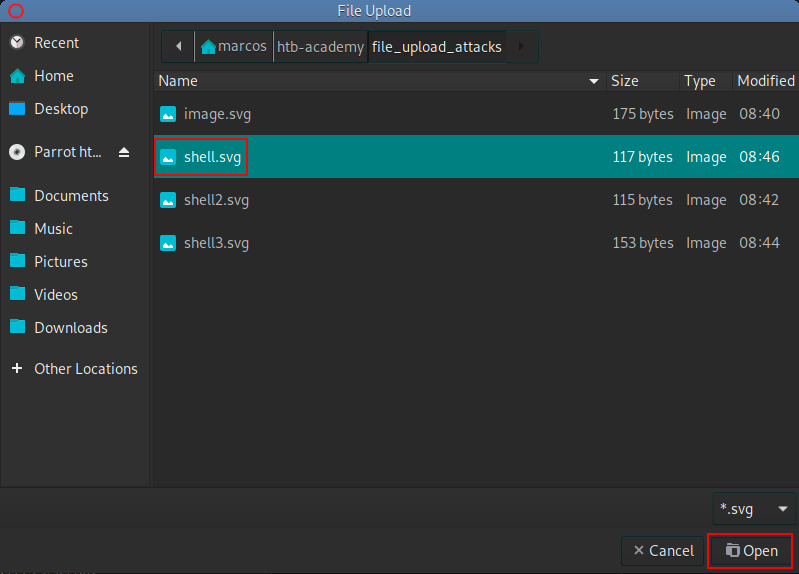 File Upload
Recent
Home
Desktop
Parrot ht...
Documents
Music
Pictures
Videos
Downloads
Other Locations
marcos htb-academy file_upload_attacks
Name Size Type Modified
image.svg 175 bytes Image 08:40
shell.svg 117 bytes Image 08:46
shell2.svg 115 bytes Image 08:42
shell3.svg 153 bytes Image 08:44
*.svg
Cancel Open